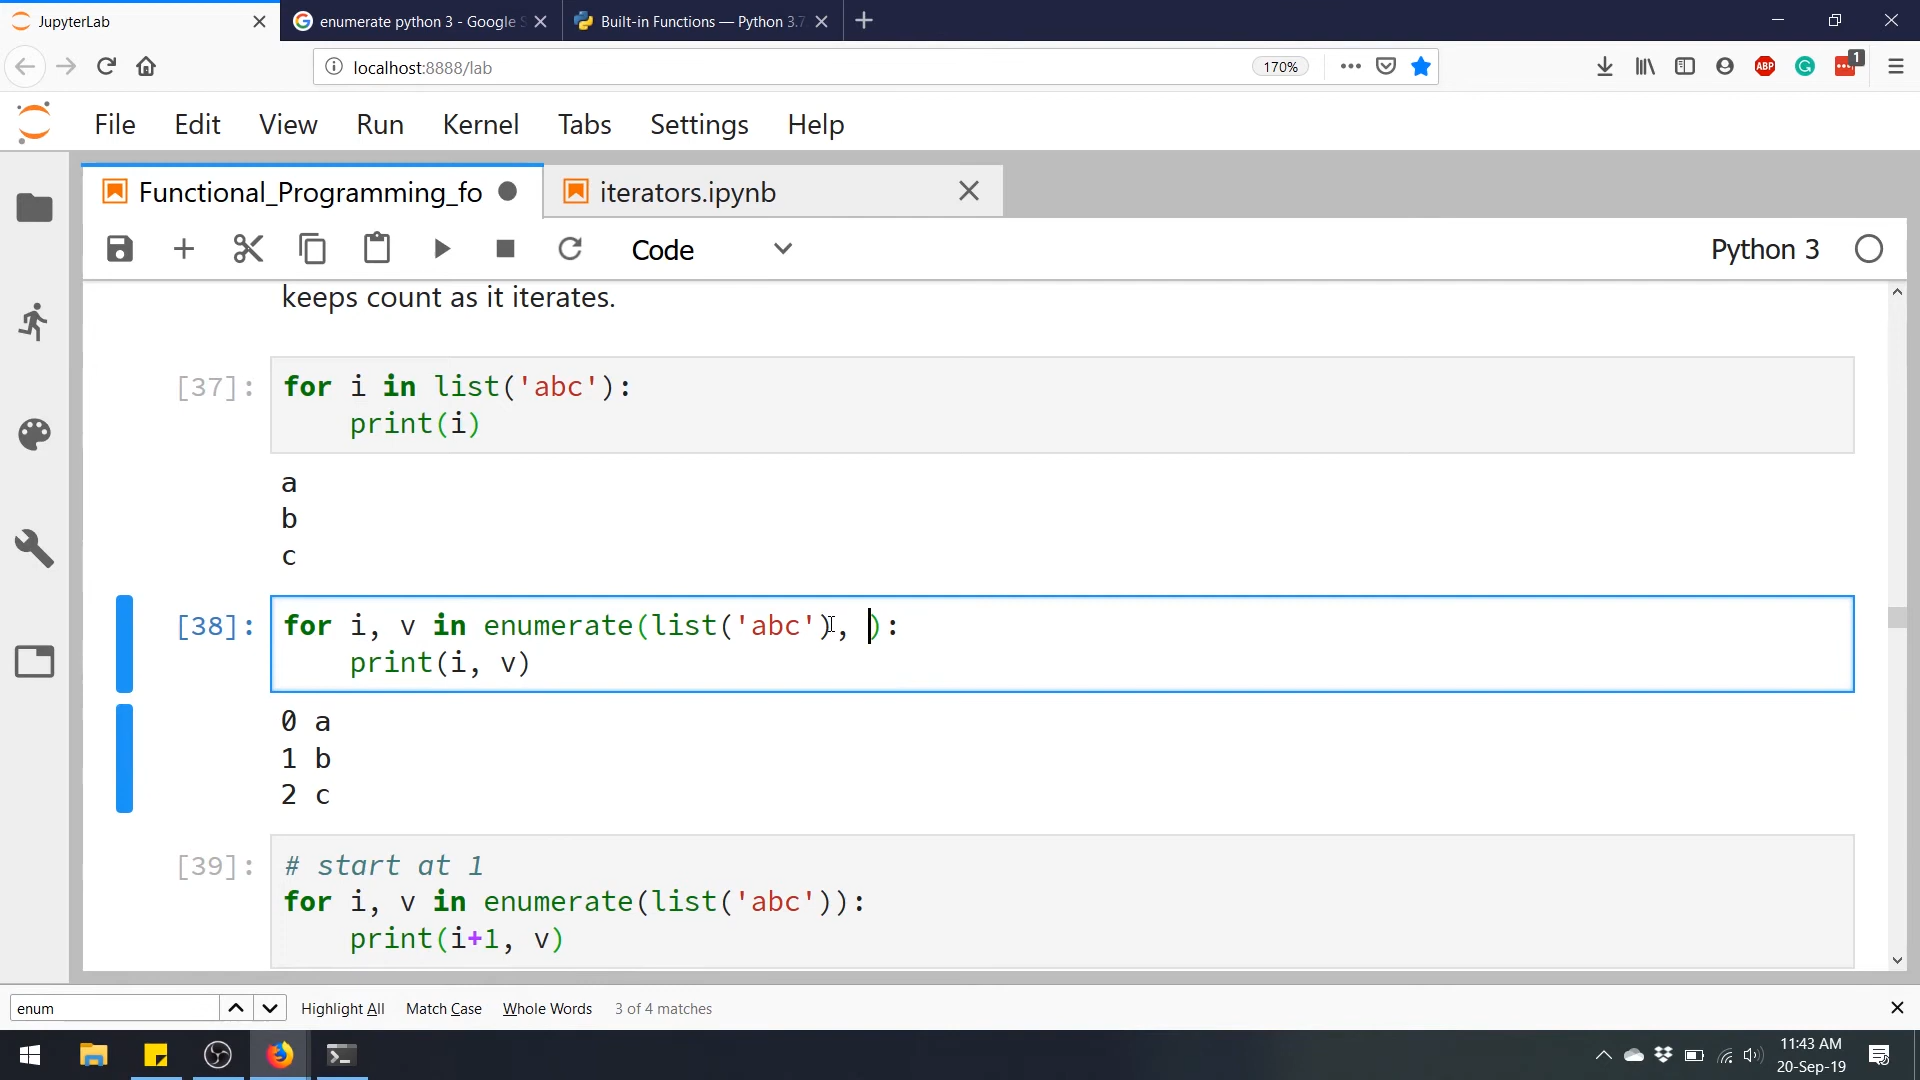 JupyterLab
enumerate python 3 - Google S
Built-in Functions — Python 3.7
localhost:8888/lab
170%
ABP
1
File Edit View Run Kernel Tabs Settings Help
Functional_Programming_fo
iterators.ipynb
Code
Python 3
keeps count as it iterates.
[37]:
for i in list('abc'):
    print(i)
a
b
c
[38]:
for i, v in enumerate(list('abc'), ):
    print(i, v)
0 a
1 b
2 c
[39]:
# start at 1
for i, v in enumerate(list('abc')):
    print(i+1, v)
enum
Highlight All Match Case Whole Words 3 of 4 matches
11:43 AM
20-Sep-19